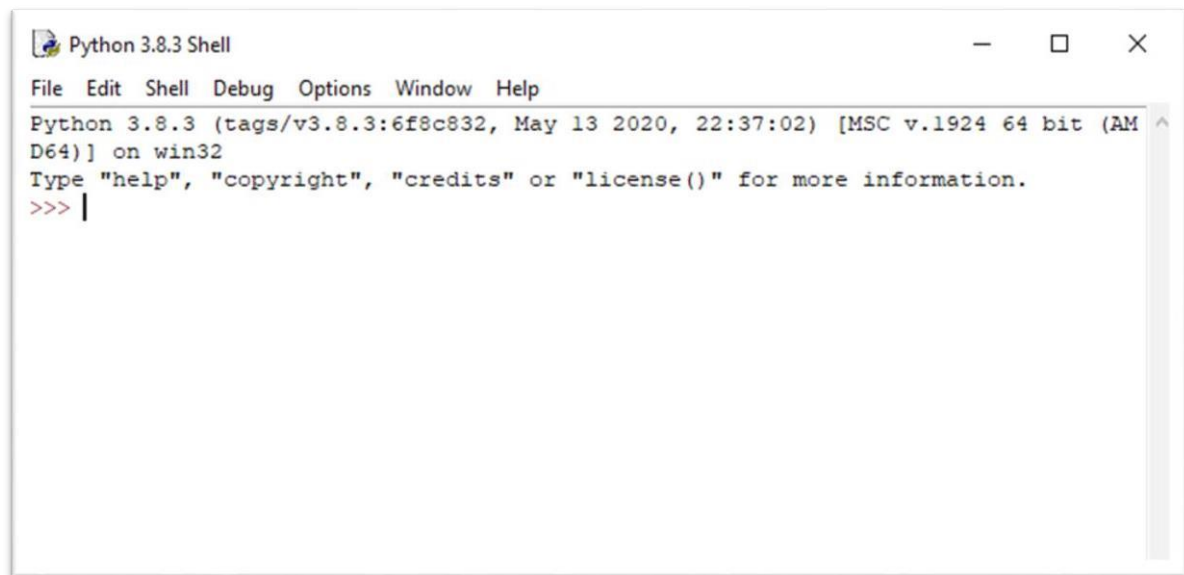 Python 3.8.3 Shell
File Edit Shell Debug Options Window Help
Python 3.8.3 (tags/v3.8.3:6f8c832, May 13 2020, 22:37:02) [MSC v.1924 64 bit (AM
D64)] on win32
Type "help", "copyright", "credits" or "license()" for more information.
>>>